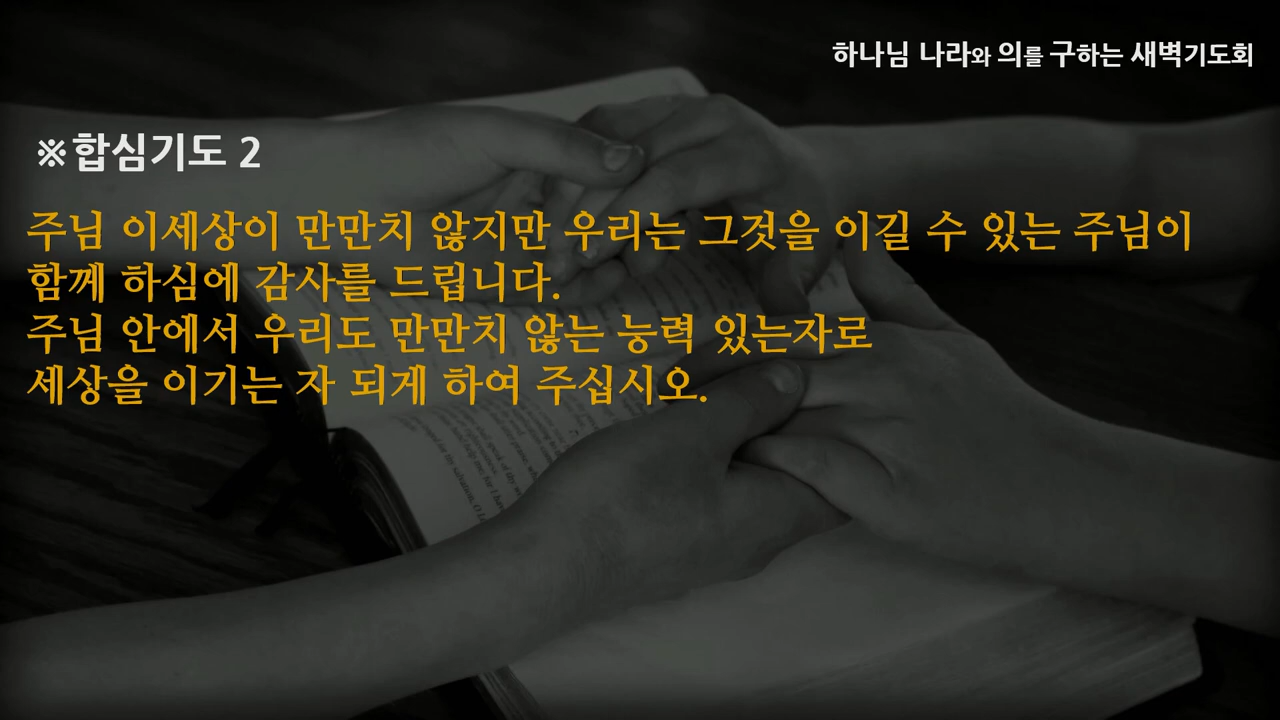 하나님 나라와 의를 구하는 새벽기도회
※합심기도 2
주님 이세상이 만만치 않지만 우리는 그것을 이길 수 있는 주님이
함께 하심에 감사를 드립니다.
주님 안에서 우리도 만만치 않는 능력 있는자로
세상을 이기는 자 되게 하여 주십시오.